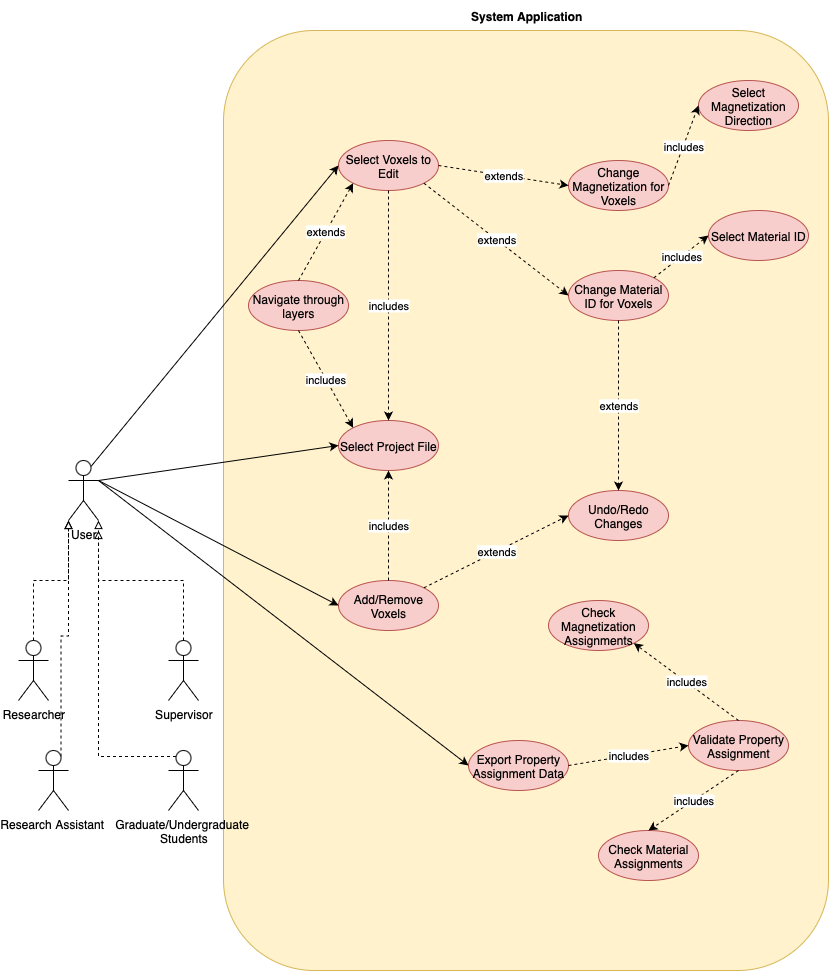 System Application
Select
Magnetization
Direction
includes
Select Voxels to
Edit
extends
Change
Magnetization for
Voxels
extends
extends
Select Material ID
includes
Navigate through
layers
includes
Change Material
ID for Voxels
includes
extends
Select Project File
User
includes
extends
Undo/Redo
Changes
Add/Remove
Voxels
Check
Magnetization
Assignments
includes
Researcher
Supervisor
Export Property
Assignment Data
includes
Validate Property
Assignment
includes
Research Assistant
Graduate/Undergraduate
Students
Check Material
Assignments